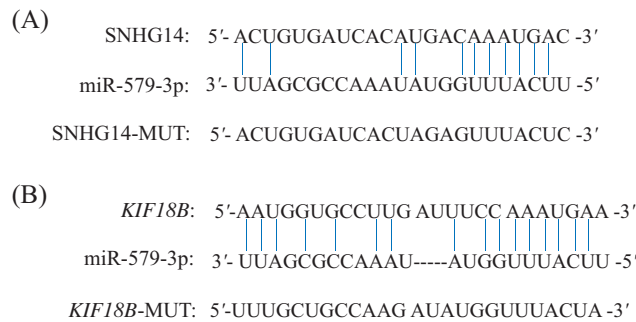 (A)
SNHG14: 5′- ACUGUGAUCACAUGACAAAUGAC -3′
miR-579-3p: 3′- UUAGCGCCAAAUAUGGUUUACUU -5′
SNHG14-MUT: 5′- ACUGUGAUCACUAGAGUUUACUC -3′
(B)
KIF18B: 5′-AAUGGUGCCUUG AUUUCC AAAUGAA -3′
miR-579-3p: 3′- UUAGCGCCAAAU-----AUGGUUUACUU -5′
KIF18B-MUT: 5′-UUUGCUGCCAAG AUAUGGUUUACUA -3′